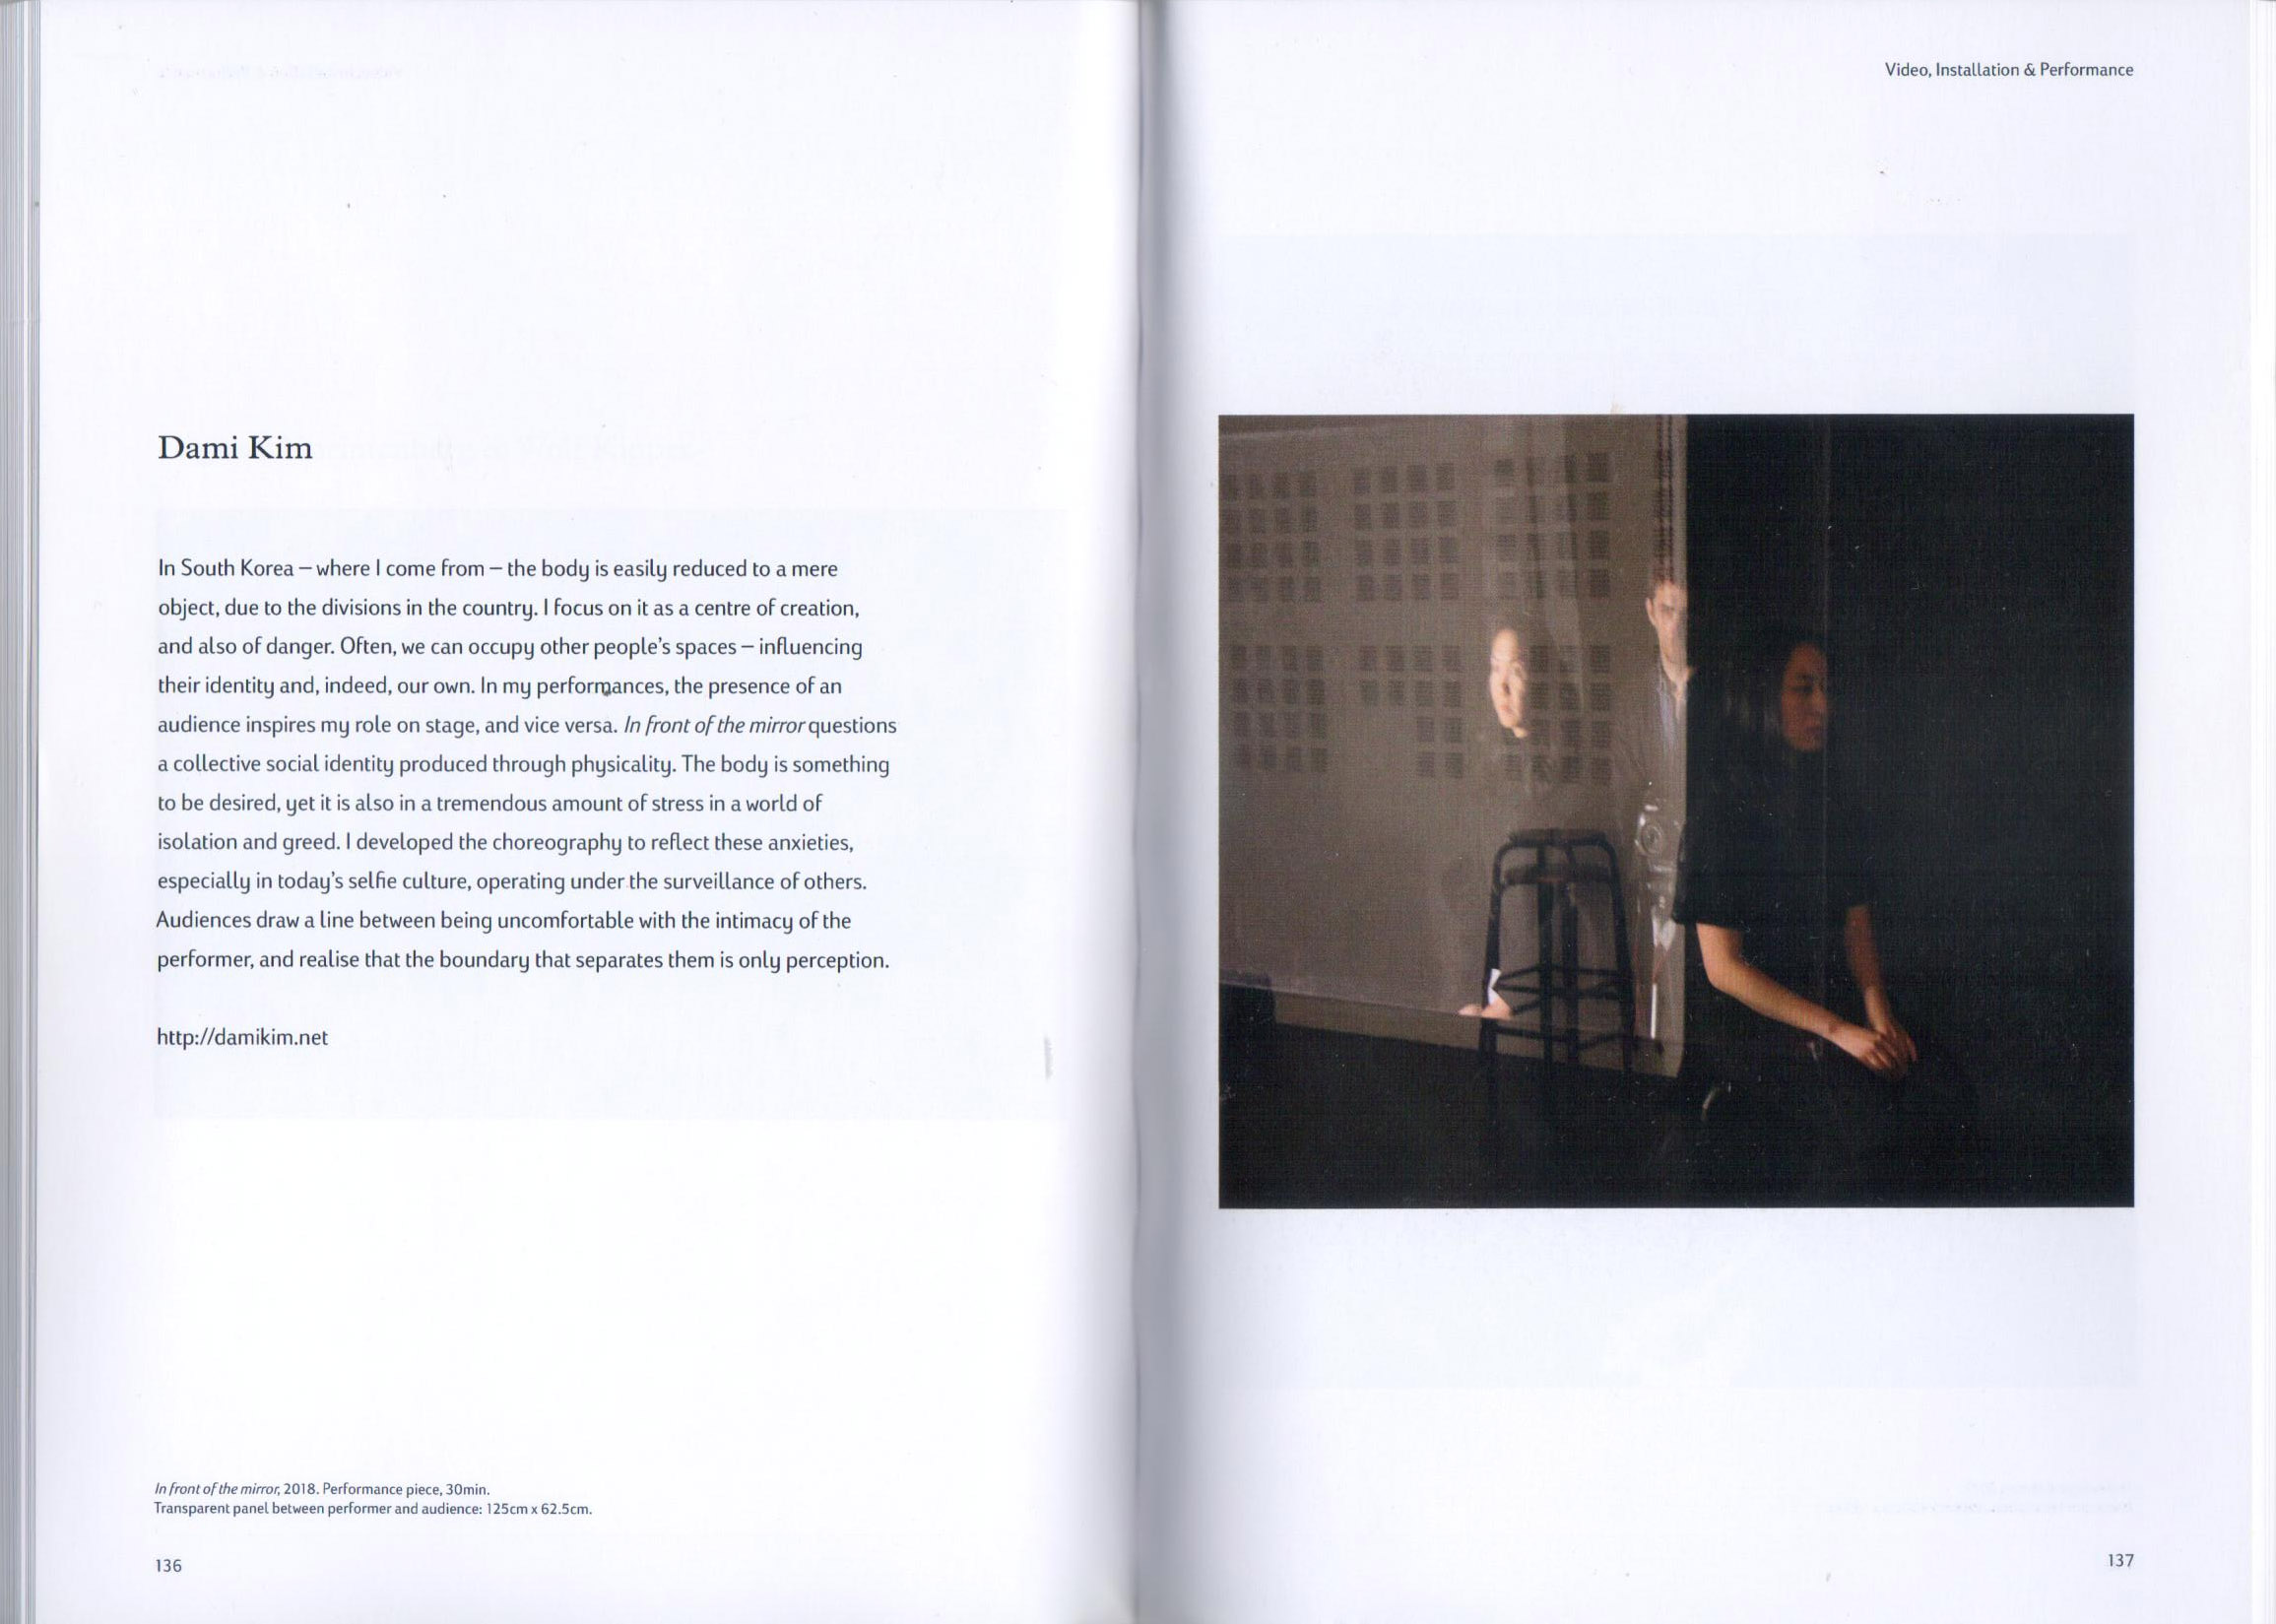 Dami Kim
In South Korea – where I come from – the body is easily reduced to a mere
object, due to the divisions in the country. I focus on it as a centre of creation,
and also of danger. Often, we can occupy other people's spaces – influencing
their identity and, indeed, our own. In my performances, the presence of an
audience inspires my role on stage, and vice versa. In front of the mirror questions
a collective social identity produced through physicality. The body is something
to be desired, yet it is also in a tremendous amount of stress in a world of
isolation and greed. I developed the choreography to reflect these anxieties,
especially in today's selfie culture, operating under the surveillance of others.
Audiences draw a line between being uncomfortable with the intimacy of the
performer, and realise that the boundary that separates them is only perception.
http://damikim.net
In front of the mirror, 2018. Performance piece, 30min.
Transparent panel between performer and audience: 125cm x 62.5cm.
136
Video, Installation & Performance
137